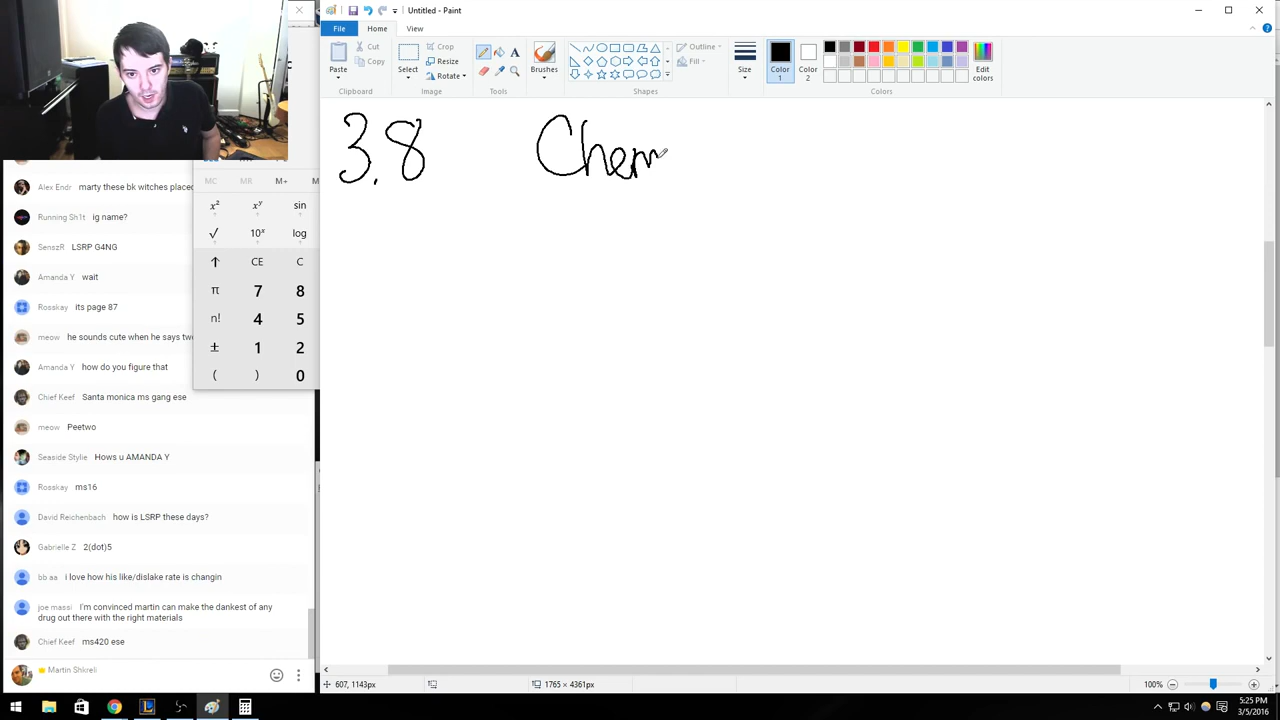 Untitled - Paint
File Home View
Paste Cut Copy Clipboard
Select Crop Resize Rotate Image
Tools
Brushes
Shapes Outline Fill
Size
Color 1 Color 2 Edit colors Colors
3.8 Chem
MC MR M+ M
x² xʸ sin
√ 10ˣ log
↑ CE C
π 7 8
n! 4 5
± 1 2
( ) 0
Alex Endr marty these bk witches placed
Running Sh1t ig name?
SenszR LSRP G4NG
Amanda Y wait
Rosskay its page 87
meow he sounds cute when he says two
Amanda Y how do you figure that
Chief Keef Santa monica ms gang ese
meow Peetwo
Seaside Stylie Hows u AMANDA Y
Rosskay ms16
David Reichenbach how is LSRP these days?
Gabrielle Z 2(dot)5
bb aa i love how his like/dislake rate is changin
joe massi I'm convinced martin can make the dankest of any
drug out there with the right materials
Chief Keef ms420 ese
Martin Shkreli
607, 1143px 1765 × 4361px 100%
5:25 PM
3/5/2016